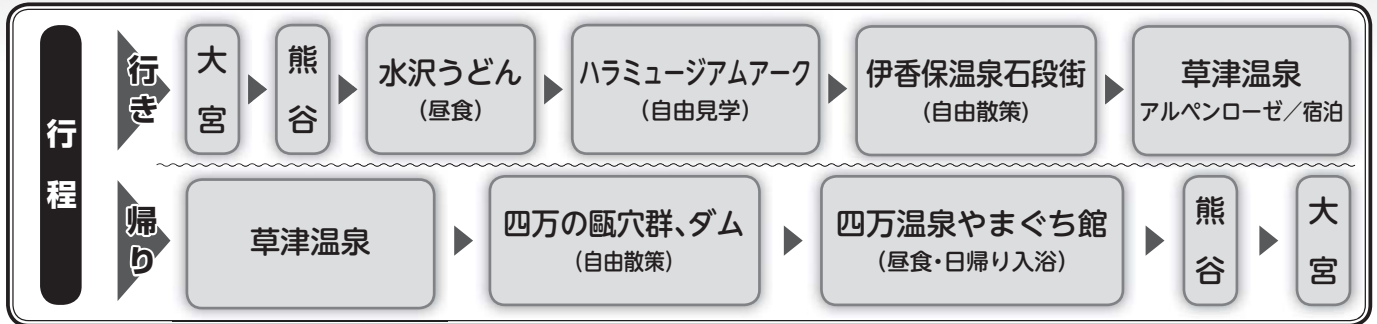 行程
行き
大宮
熊谷
水沢うどん
(昼食)
ハラミュージアムアーク
(自由見学)
伊香保温泉石段街
(自由散策)
草津温泉
アルペンローゼ／宿泊
帰り
草津温泉
四万の甌穴群、ダム
(自由散策)
四万温泉やまぐち館
(昼食・日帰り入浴)
熊谷
大宮